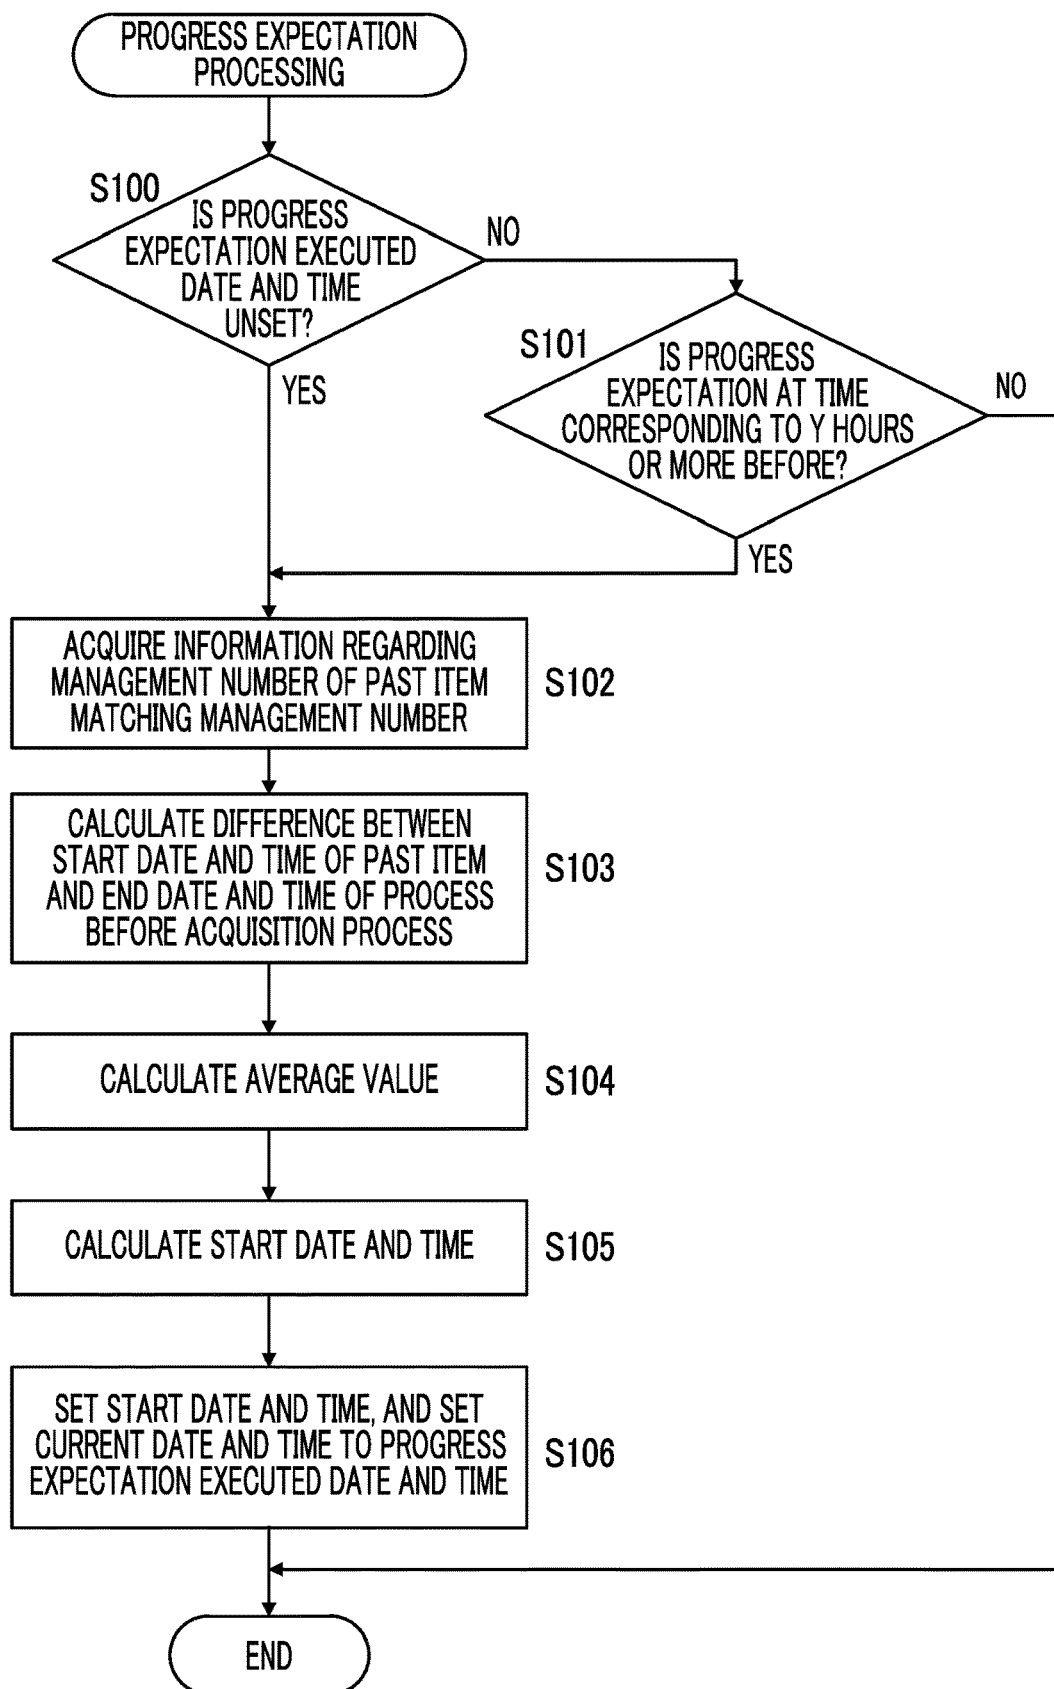 PROGRESS EXPECTATION
PROCESSING
S100
IS PROGRESS
EXPECTATION EXECUTED
DATE AND TIME
UNSET?
NO
YES
S101
IS PROGRESS
EXPECTATION AT TIME
CORRESPONDING TO Y HOURS
OR MORE BEFORE?
NO
YES
ACQUIRE INFORMATION REGARDING
MANAGEMENT NUMBER OF PAST ITEM
MATCHING MANAGEMENT NUMBER
S102
CALCULATE DIFFERENCE BETWEEN
START DATE AND TIME OF PAST ITEM
AND END DATE AND TIME OF PROCESS
BEFORE ACQUISITION PROCESS
S103
CALCULATE AVERAGE VALUE
S104
CALCULATE START DATE AND TIME
S105
SET START DATE AND TIME, AND SET
CURRENT DATE AND TIME TO PROGRESS
EXPECTATION EXECUTED DATE AND TIME
S106
END